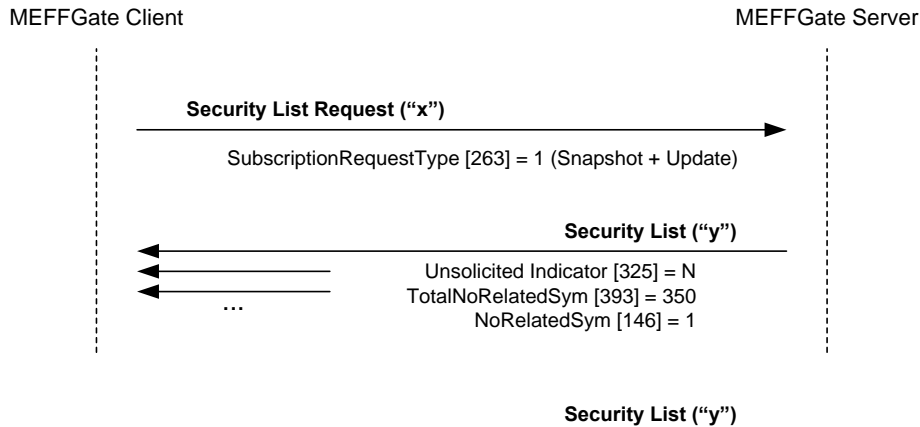 MEFFGate Client
MEFFGate Server
Security List Request (“x”)
SubscriptionRequestType [263] = 1 (Snapshot + Update)
Security List (“y”)
Unsolicited Indicator [325] = N
TotalNoRelatedSym [393] = 350
...
NoRelatedSym [146] = 1
Security List (“y”)